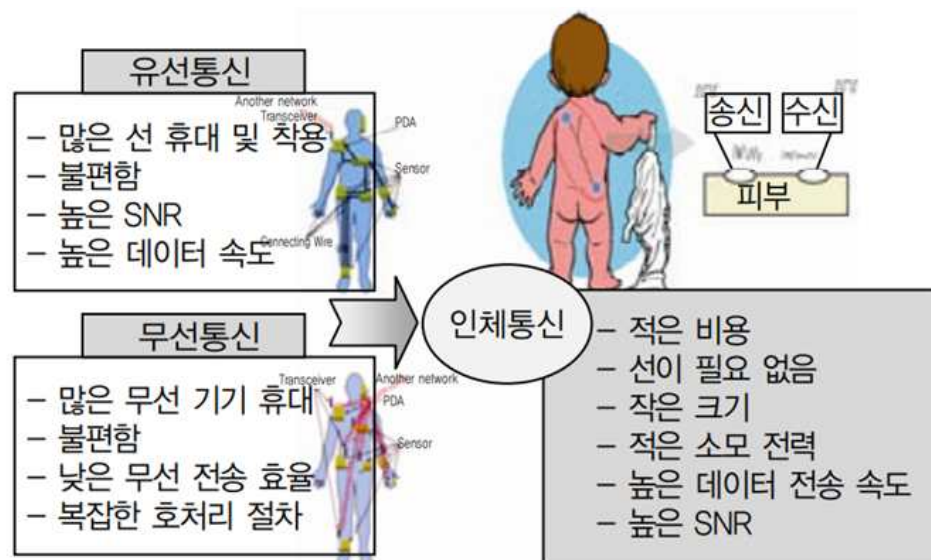 유선통신
– 많은 선 휴대 및 착용
– 불편함
– 높은 SNR
– 높은 데이터 속도
Another network
Transceiver
PDA
Sensor
Connecting Wire
송신
수신
피부
무선통신
– 많은 무선 기기 휴대
– 불편함
– 낮은 무선 전송 효율
– 복잡한 호처리 절차
Transceiver
Another network
PDA
Sensor
인체통신
– 적은 비용
– 선이 필요 없음
– 작은 크기
– 적은 소모 전력
– 높은 데이터 전송 속도
– 높은 SNR